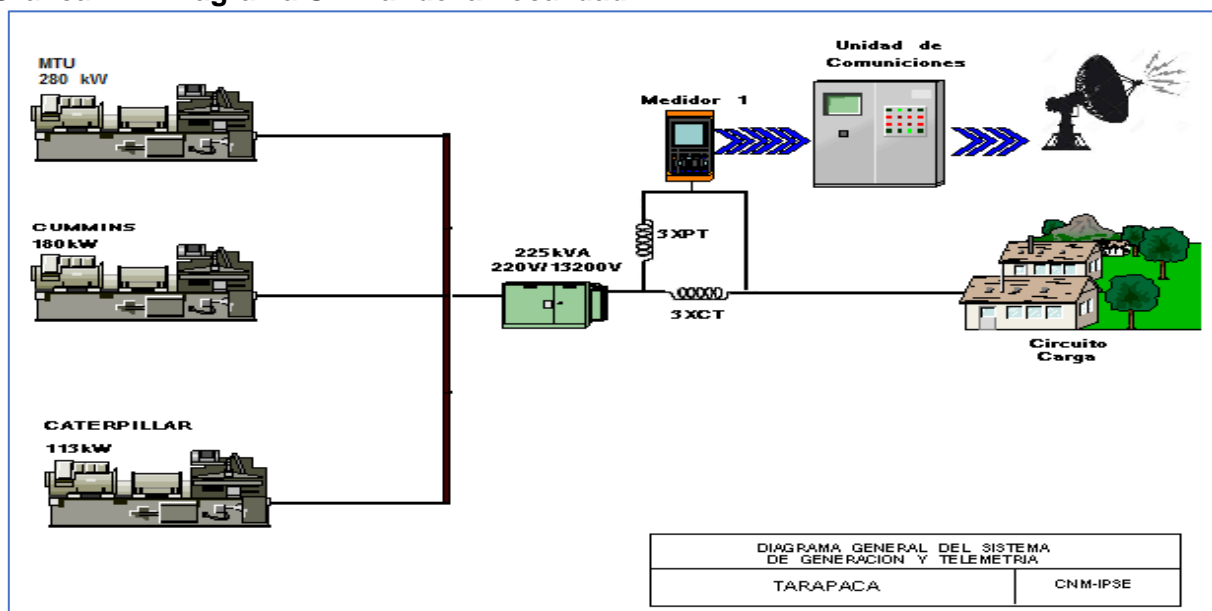 MTU
280 kW
CUMMINS
180kW
CATERPILLAR
113kW
225kVA
220V/13200V
3XPT
3XCT
Medidor 1
Unidad de
Comuniciones
Circuito
Carga
DIAGRAMA GENERAL DEL SISTEMA
DE GENERACION Y TELEMETRIA
TARAPACA
CNM-IPSE